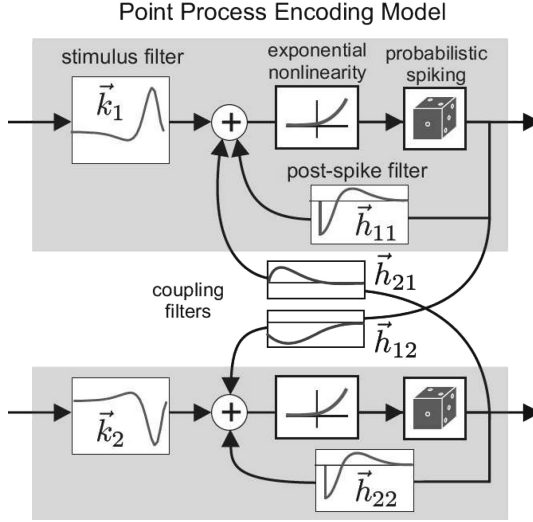 Point Process Encoding Model
stimulus filter
exponential
nonlinearity
probabilistic
spiking
k⃗₁
+
post-spike filter
h⃗₁₁
coupling
filters
h⃗₂₁
h⃗₁₂
k⃗₂
+
h⃗₂₂